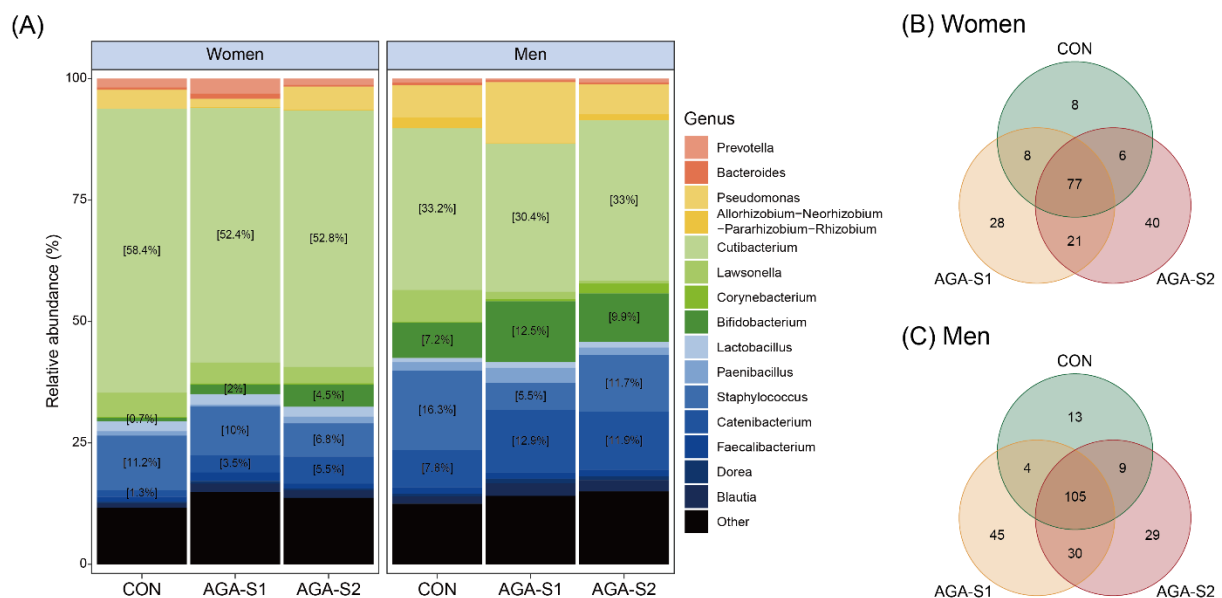 (A)
Women
Men
Relative abundance (%)
100
75
50
25
0
[58.4%]
[0.7%]
[11.2%]
[1.3%]
[52.4%]
[2%]
[10%]
[3.5%]
[52.8%]
[4.5%]
[6.8%]
[5.5%]
[33.2%]
[7.2%]
[16.3%]
[7.8%]
[30.4%]
[12.5%]
[5.5%]
[12.9%]
[33%]
[9.9%]
[11.7%]
[11.9%]
CON
AGA-S1
AGA-S2
CON
AGA-S1
AGA-S2
Genus
Prevotella
Bacteroides
Pseudomonas
Allorhizobium−Neorhizobium
−Pararhizobium−Rhizobium
Cutibacterium
Lawsonella
Corynebacterium
Bifidobacterium
Lactobacillus
Paenibacillus
Staphylococcus
Catenibacterium
Faecalibacterium
Dorea
Blautia
Other
(B) Women
CON
8
8
6
77
28
40
21
AGA-S1
AGA-S2
(C) Men
CON
13
4
9
105
45
29
30
AGA-S1
AGA-S2